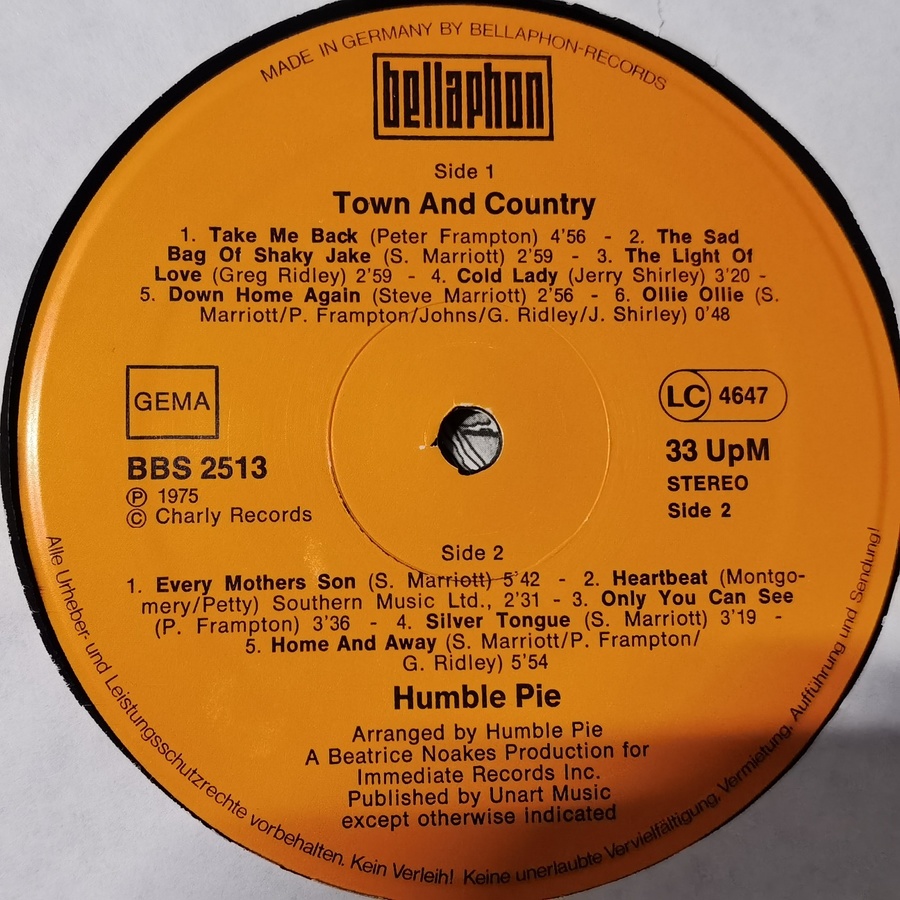 MADE IN GERMANY BY BELLAPHON-RECORDS
bellaphon
Side 1
Town And Country
1. Take Me Back (Peter Frampton) 4'56 - 2. The Sad
Bag Of Shaky Jake (S. Marriott) 2'59 - 3. The Light Of
Love (Greg Ridley) 2'59 - 4. Cold Lady (Jerry Shirley) 3'20 -
5. Down Home Again (Steve Marriott) 2'56 - 6. Ollie Ollie (S.
Marriott/P. Frampton/Johns/G. Ridley/J. Shirley) 0'48
GEMA
LC 4647
BBS 2513
33 UpM
Ⓟ 1975
STEREO
© Charly Records
Side 2
Side 2
1. Every Mothers Son (S. Marriott) 5'42 - 2. Heartbeat (Montgo-
mery/Petty) Southern Music Ltd., 2'31 - 3. Only You Can See
(P. Frampton) 3'36 - 4. Silver Tongue (S. Marriott) 3'19 -
5. Home And Away (S. Marriott/P. Frampton/
G. Ridley) 5'54
Humble Pie
Arranged by Humble Pie
A Beatrice Noakes Production for
Immediate Records Inc.
Published by Unart Music
except otherwise indicated
Alle Urheber- und Leistungsschutzrechte vorbehalten. Kein Verleih! Keine unerlaubte Vervielfältigung, Vermietung, Aufführung und Sendung!